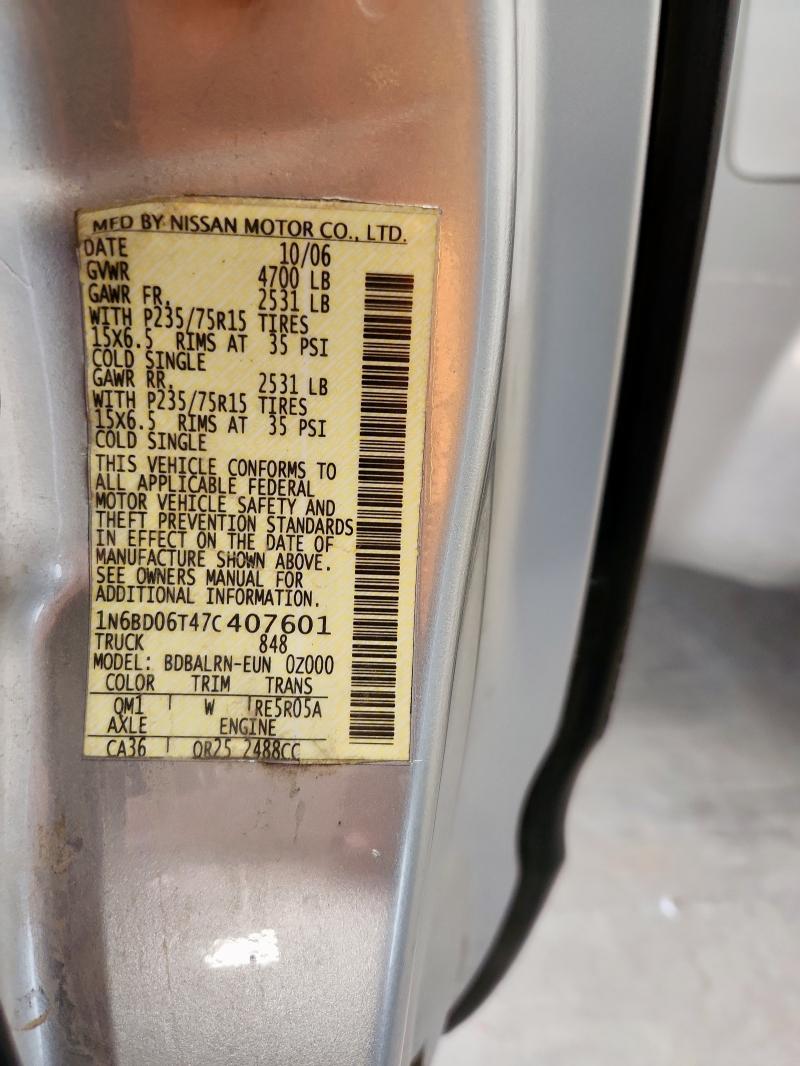 MFD BY NISSAN MOTOR CO., LTD.
DATE 10/06
GVWR 4700 LB
GAWR FR. 2531 LB
WITH P235/75R15 TIRES
15X6.5 RIMS AT 35 PSI
COLD SINGLE
GAWR RR. 2531 LB
WITH P235/75R15 TIRES
15X6.5 RIMS AT 35 PSI
COLD SINGLE
THIS VEHICLE CONFORMS TO
ALL APPLICABLE FEDERAL
MOTOR VEHICLE SAFETY AND
THEFT PREVENTION STANDARDS
IN EFFECT ON THE DATE OF
MANUFACTURE SHOWN ABOVE.
SEE OWNERS MANUAL FOR
ADDITIONAL INFORMATION.
1N6BD06T47C407601
TRUCK 848
MODEL: BDBALRN-EUN 0Z000
COLOR TRIM TRANS
QM1 W RE5R05A
AXLE ENGINE
CA36 QR25 2488CC